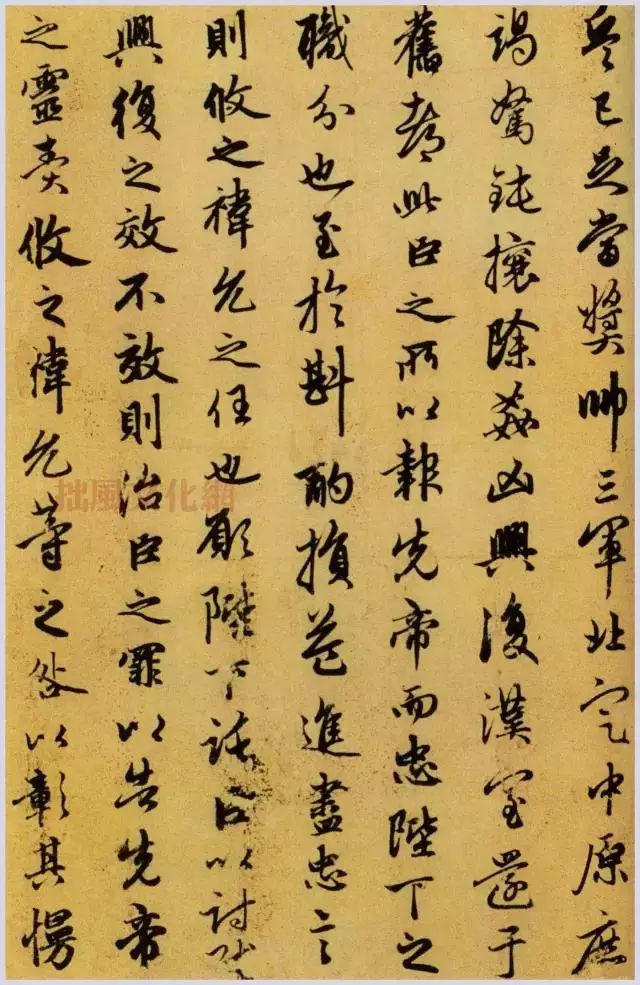 兵已足當奬帥三軍北定中原庶
竭駑鈍攘除姦凶興復漢室還于
舊都此臣之所以報先帝而忠陛下之
職分也至於斟酌損益進盡忠言
則攸之禕允之任也願陛下託臣以討賊
興復之效不效則治臣之罪以告先帝
之靈責攸之禕允等之咎以彰其慢
拙風文化網